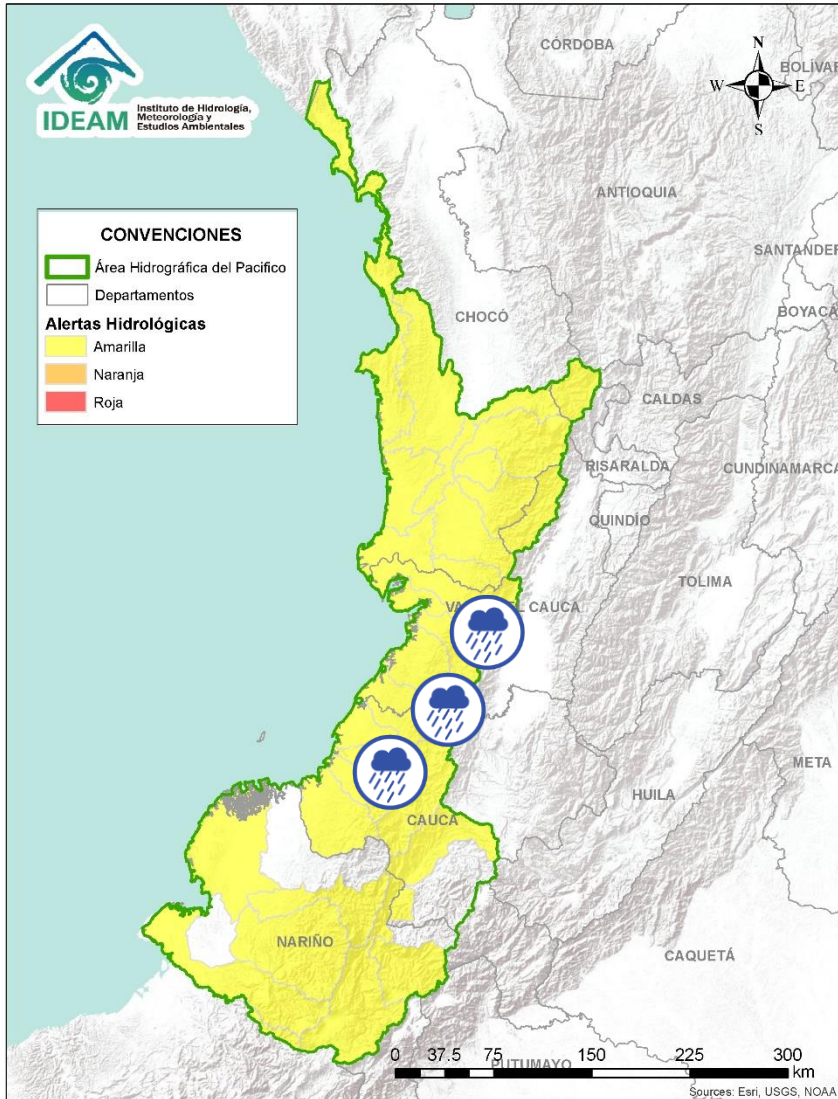 IDEAM
Instituto de Hidrología,
Meteorología y
Estudios Ambientales
N
W
E
S
CÓRDOBA
BOLÍVAR
ANTIOQUIA
SANTANDER
BOYACÁ
CHOCÓ
CALDAS
RISARALDA
CUNDINAMARCA
QUINDÍO
TOLIMA
CAUCA
META
HUILA
CAUCA
NARIÑO
CAQUETÁ
PUTUMAYO
CONVENCIONES
Área Hidrográfica del Pacifico
Departamentos
Alertas Hidrológicas
Amarilla
Naranja
Roja
0 37.5 75 150 225 300
km
Sources: Esri, USGS, NOAA